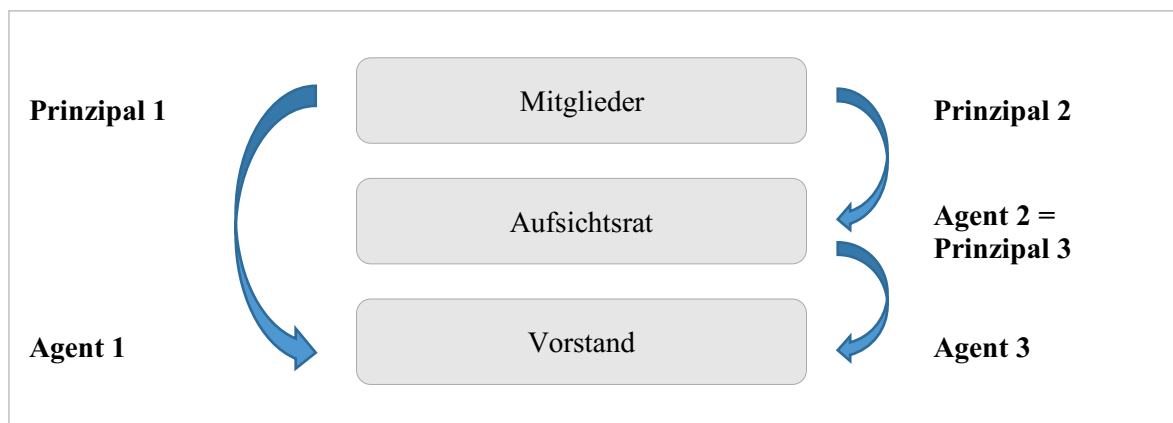 Mitglieder
Prinzipal 1
Prinzipal 2
Aufsichtsrat
Agent 2 =
Prinzipal 3
Agent 1
Vorstand
Agent 3